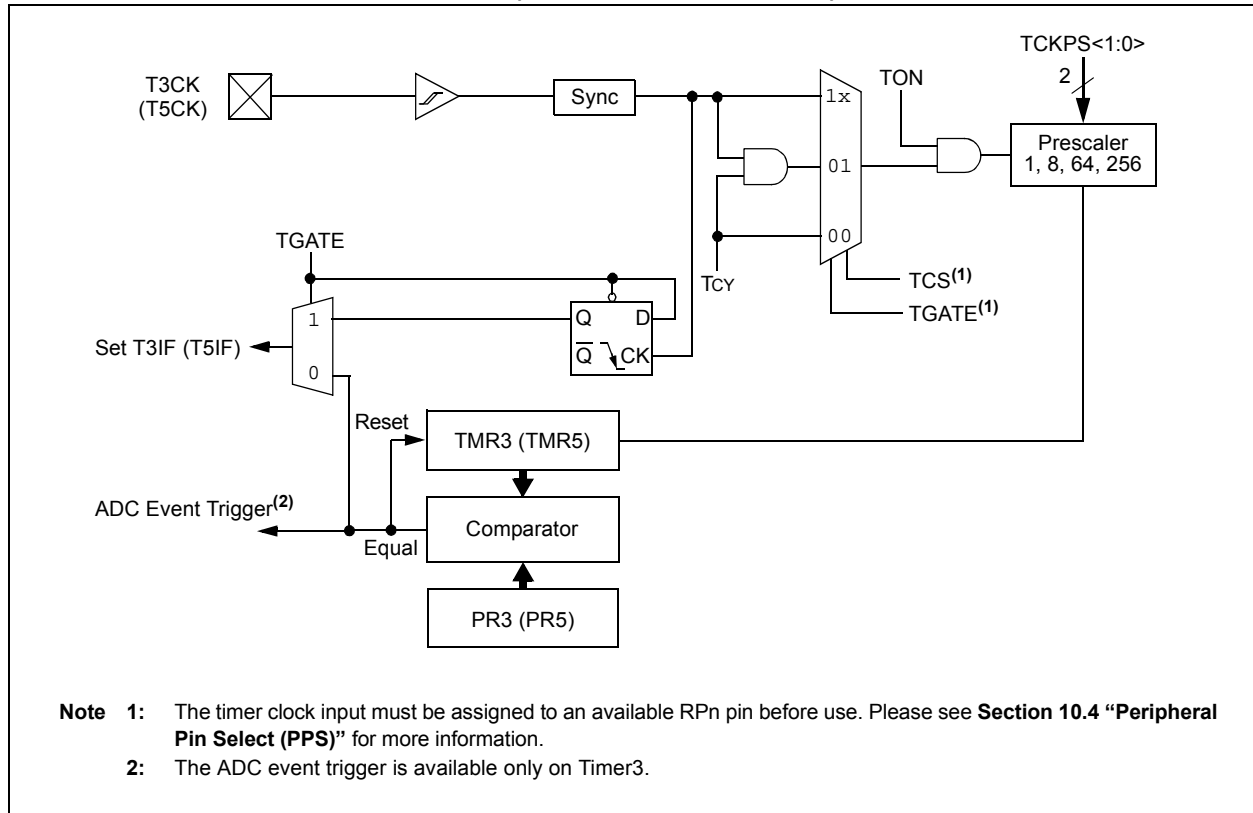 TCKPS<1:0>
2
T3CK
(T5CK)
Sync
1x
TON
Prescaler
1, 8, 64, 256
01
00
TGATE
TCY
TCS(1)
TGATE(1)
1
Q D
Set T3IF (T5IF)
Q CK
0
Reset
TMR3 (TMR5)
ADC Event Trigger(2)
Comparator
Equal
PR3 (PR5)
Note 1: The timer clock input must be assigned to an available RPn pin before use. Please see Section 10.4 “Peripheral
Pin Select (PPS)” for more information.
2: The ADC event trigger is available only on Timer3.